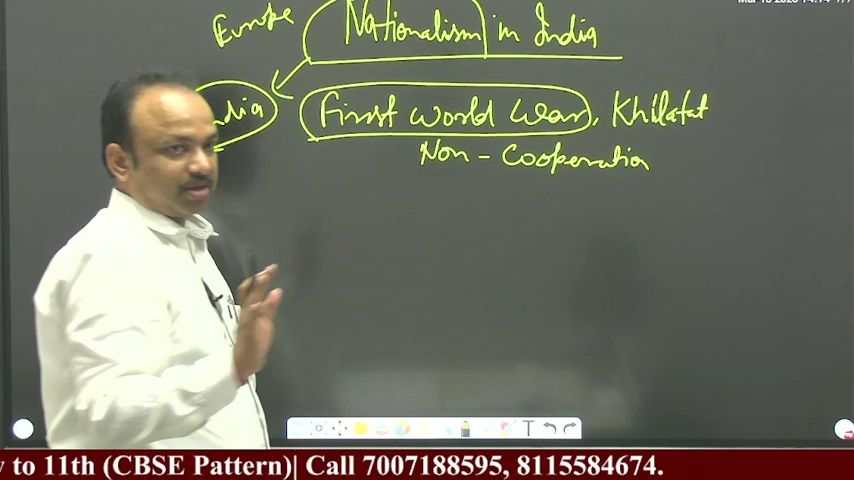 Europe Nationalism in India
India First World War, Khilafat
Non - Cooperation
T
y to 11th (CBSE Pattern)| Call 7007188595, 8115584674.